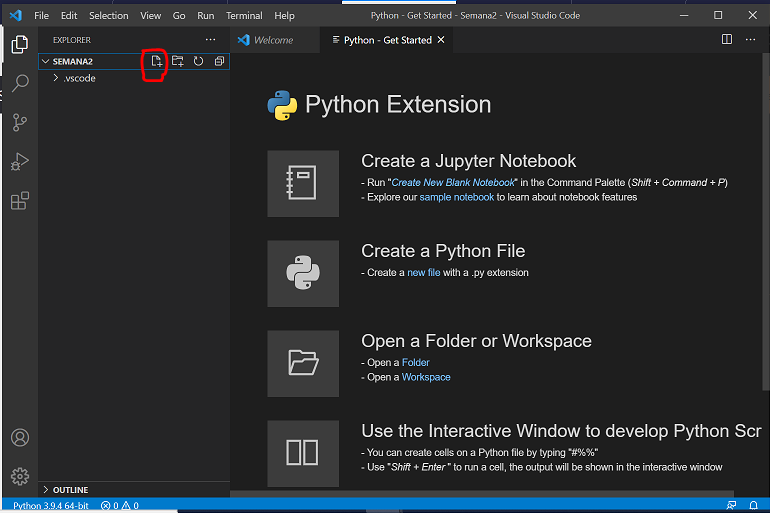 File Edit Selection View Go Run Terminal Help
Python - Get Started - Semana2 - Visual Studio Code
EXPLORER
Welcome
Python - Get Started
SEMANA2
.vscode
Python Extension
Create a Jupyter Notebook
- Run "Create New Blank Notebook" in the Command Palette (Shift + Command + P)
- Explore our sample notebook to learn about notebook features
Create a Python File
- Create a new file with a .py extension
Open a Folder or Workspace
- Open a Folder
- Open a Workspace
Use the Interactive Window to develop Python Scr
- You can create cells on a Python file by typing "#%%"
- Use "Shift + Enter " to run a cell, the output will be shown in the interactive window
OUTLINE
Python 3.9.4 64-bit 0 0